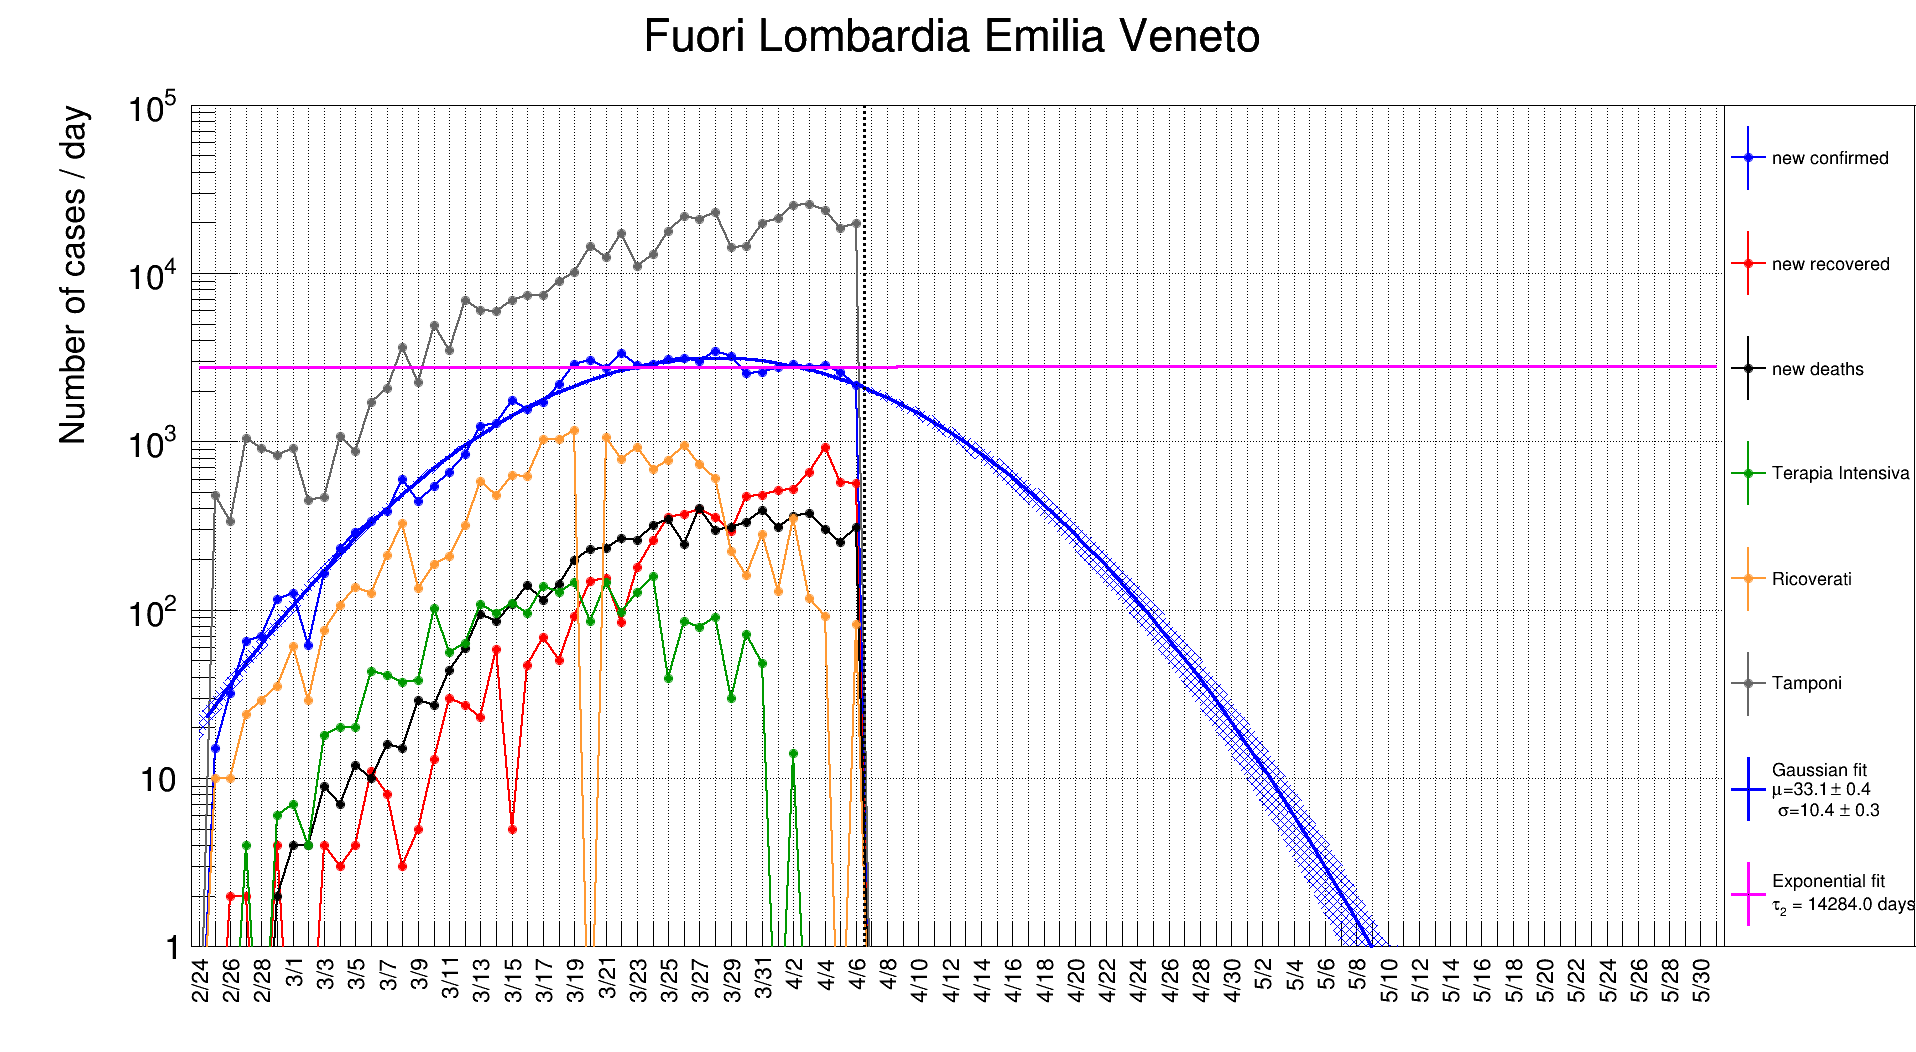 Fuori Lombardia Emilia Veneto
Number of cases / day
10^5
10^4
10^3
10^2
10
1
2/24 2/26 2/28 3/1 3/3 3/5 3/7 3/9 3/11 3/13 3/15 3/17 3/19 3/21 3/23 3/25 3/27 3/29 3/31 4/2 4/4 4/6 4/8 4/10 4/12 4/14 4/16 4/18 4/20 4/22 4/24 4/26 4/28 4/30 5/2 5/4 5/6 5/8 5/10 5/12 5/14 5/16 5/18 5/20 5/22 5/24 5/26 5/28 5/30
new confirmed
new recovered
new deaths
Terapia Intensiva
Ricoverati
Tamponi
Gaussian fit
μ=33.1 ± 0.4
σ=10.4 ± 0.3
Exponential fit
τ₂ = 14284.0 days